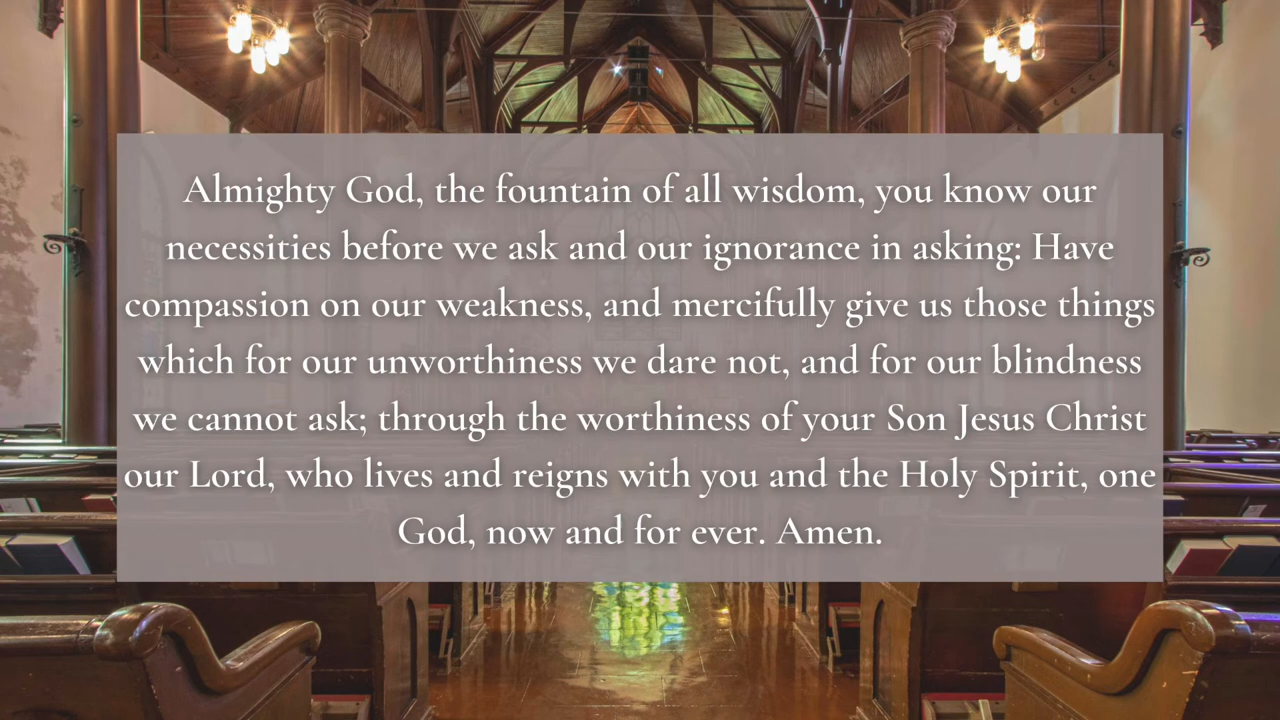 Almighty God, the fountain of all wisdom, you know our
necessities before we ask and our ignorance in asking: Have
compassion on our weakness, and mercifully give us those things
which for our unworthiness we dare not, and for our blindness
we cannot ask; through the worthiness of your Son Jesus Christ
our Lord, who lives and reigns with you and the Holy Spirit, one
God, now and for ever. Amen.